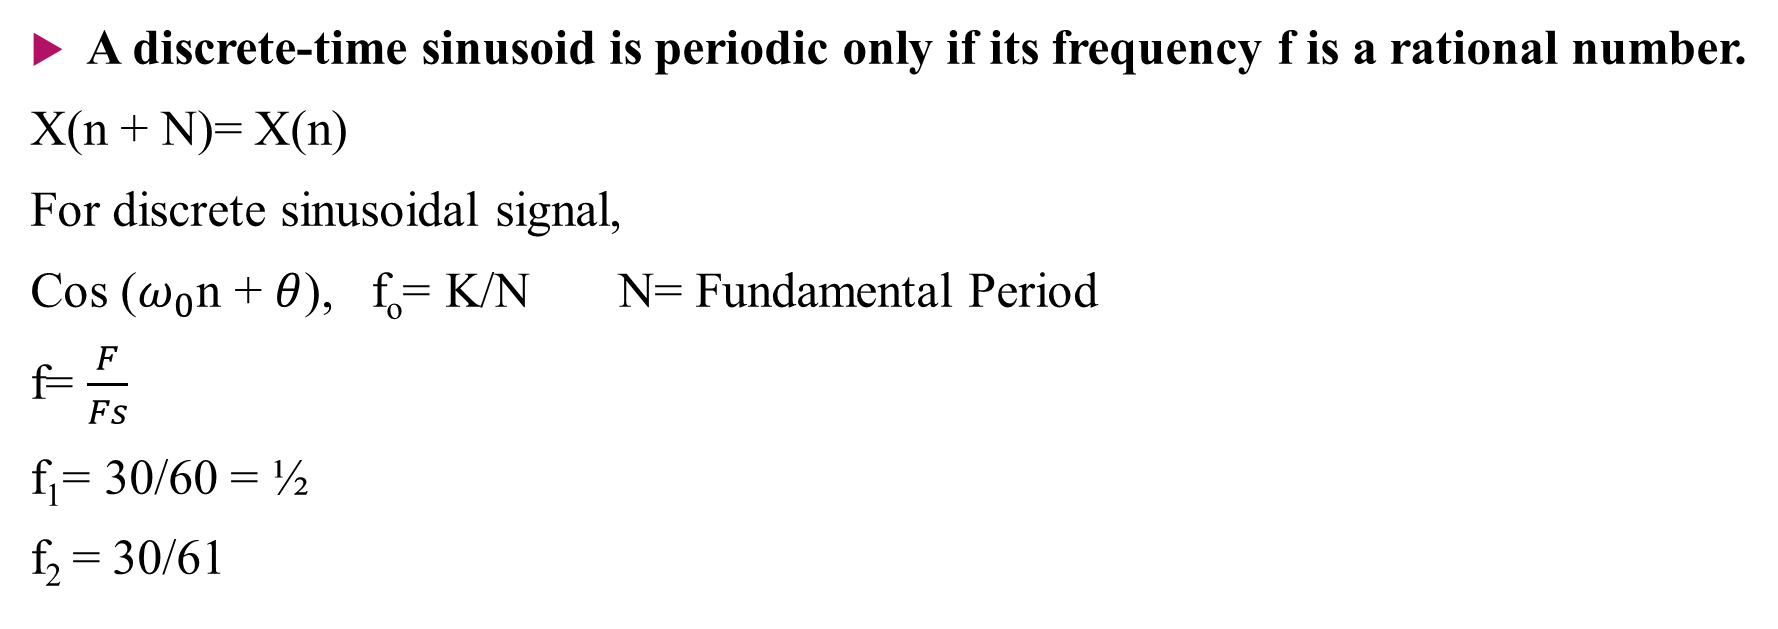 ▶ A discrete-time sinusoid is periodic only if its frequency f is a rational number.
X(n + N)= X(n)
For discrete sinusoidal signal,
Cos (𝜔₀n + 𝜃), fₒ= K/N N= Fundamental Period
f= 𝐹/𝐹𝑠
f₁= 30/60 = ½
f₂ = 30/61